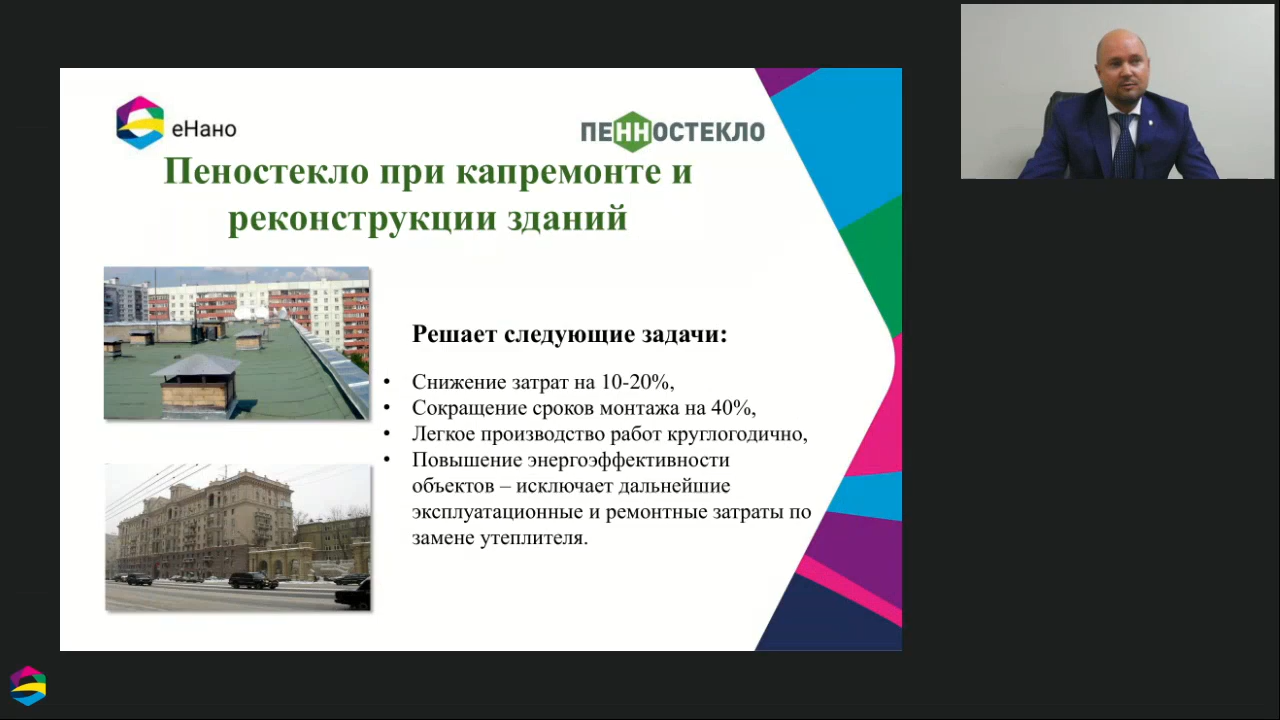 еНано
ПЕННОСТЕКЛО
Пеностекло при капремонте и
реконструкции зданий
Решает следующие задачи:
• Снижение затрат на 10-20%,
• Сокращение сроков монтажа на 40%,
• Легкое производство работ круглогодично,
• Повышение энергоэффективности
объектов – исключает дальнейшие
эксплуатационные и ремонтные затраты по
замене утеплителя.